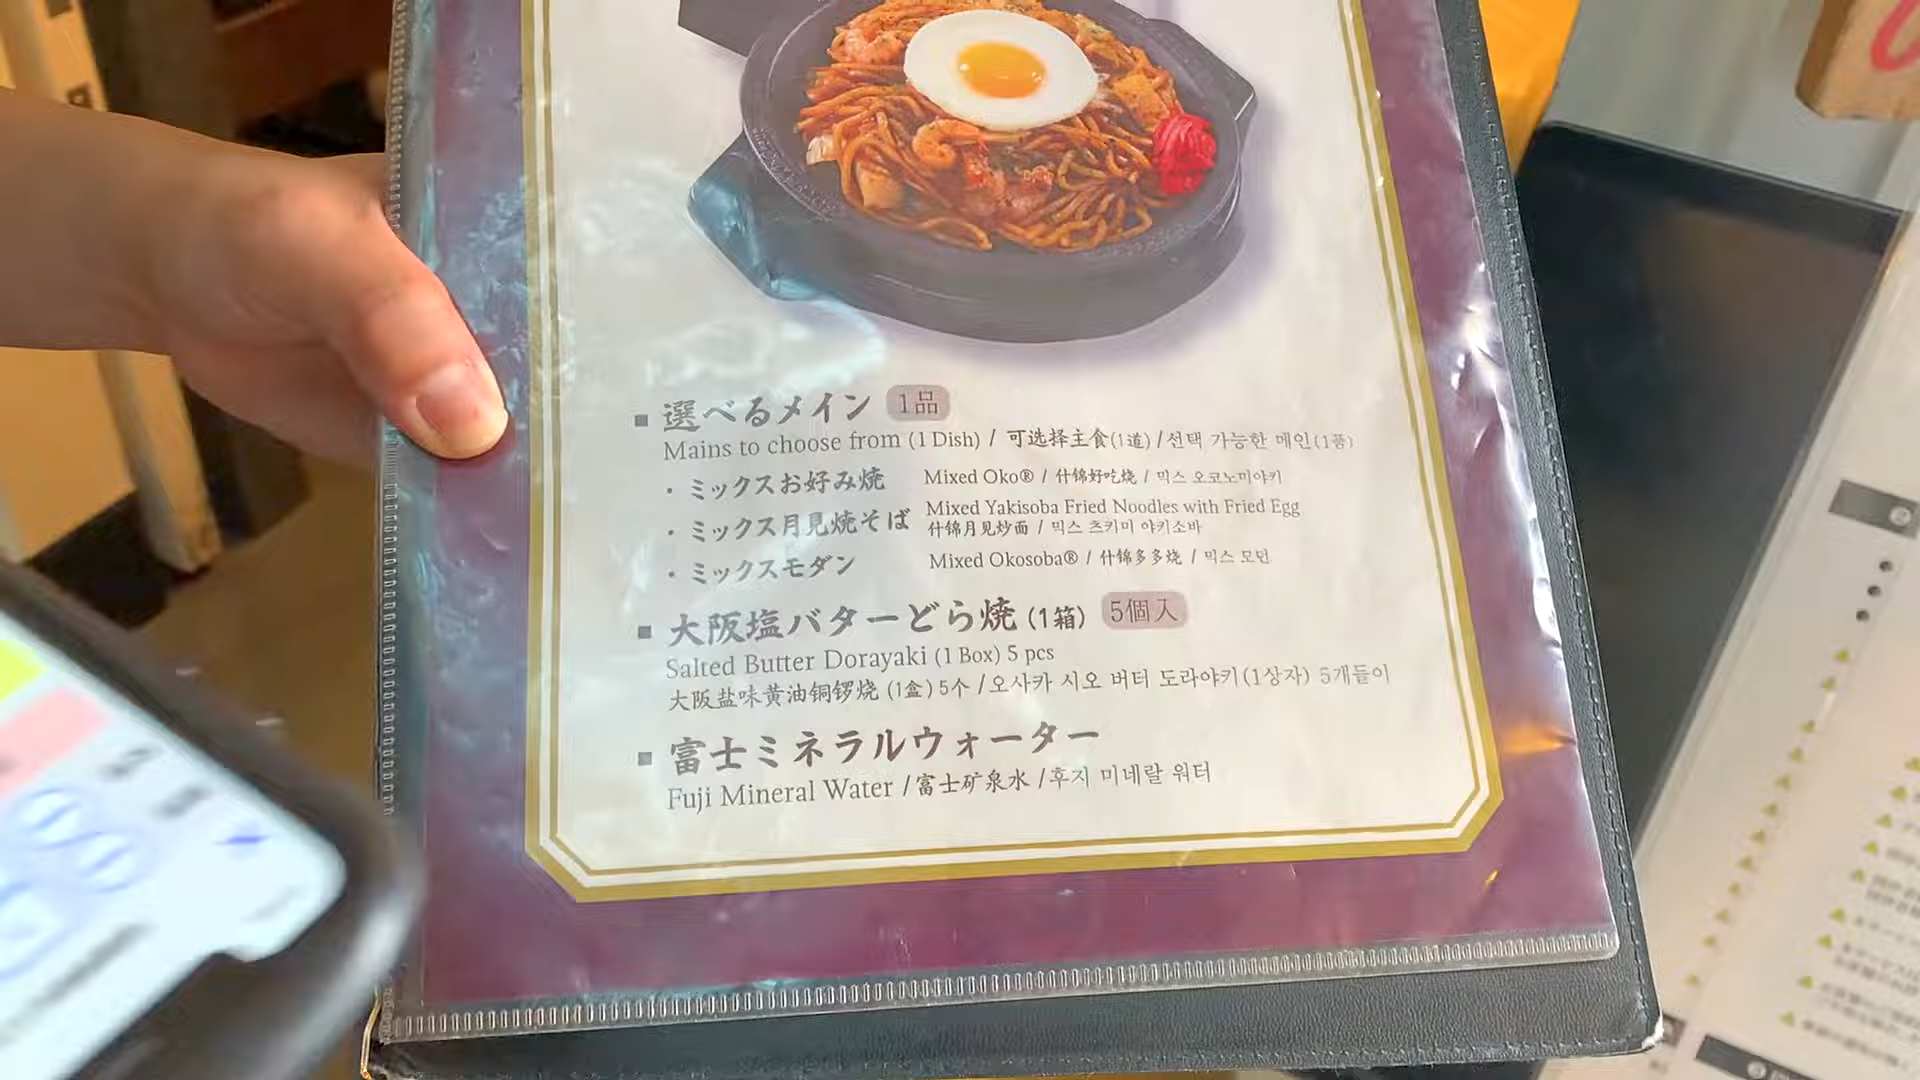 ■ 選べるメイン 1品
Mains to choose from (1 Dish) / 可选择主食(1道) / 선택 가능한 메인(1품)
・ミックスお好み焼 Mixed Oko® / 什锦好吃烧 / 믹스 오코노미야키
・ミックス月見焼そば Mixed Yakisoba Fried Noodles with Fried Egg
什锦月见炒面 / 믹스 츠키미 야키소바
・ミックスモダン Mixed Okosoba® / 什锦多多烧 / 믹스 모던
■ 大阪塩バターどら焼 (1箱) 5個入
Salted Butter Dorayaki (1 Box) 5 pcs
大阪盐味黄油铜锣烧 (1盒) 5个 / 오사카 시오 버터 도라야키(1상자) 5개들이
■ 富士ミネラルウォーター
Fuji Mineral Water / 富士矿泉水 / 후지 미네랄 워터